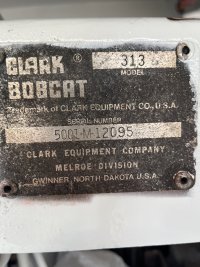 CLARK ® 313
MODEL
BOBCAT
Trademark of CLARK EQUIPMENT CO., U.S.A.
SERIAL NUMBER
5001-M-12095
CLARK EQUIPMENT COMPANY
MELROE DIVISION
GWINNER, NORTH DAKOTA U.S.A.